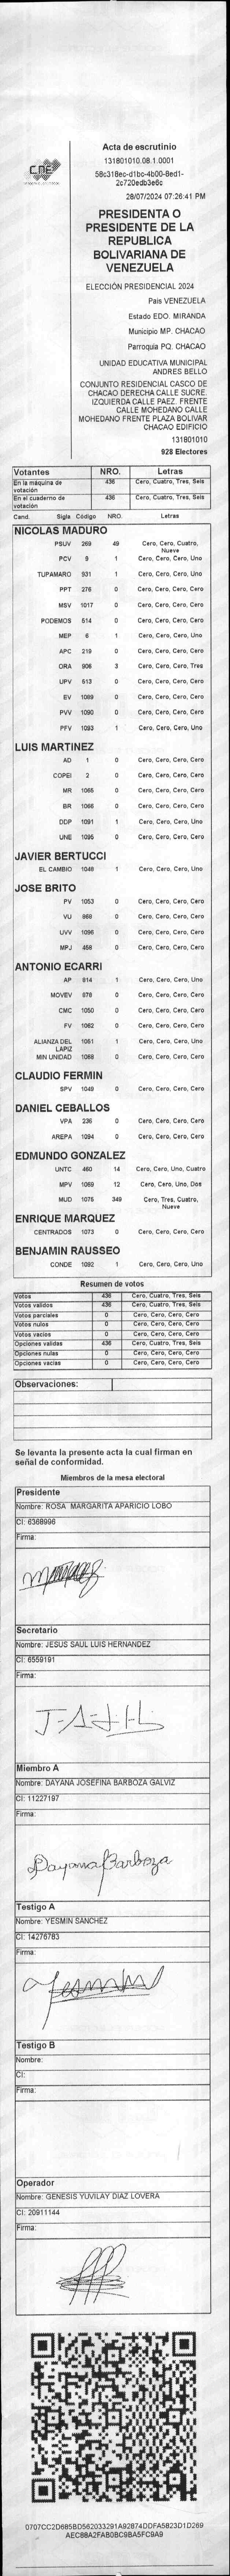 CNE
Acta de escrutinio
131801010.08.1.0001
58c318ec-d1bc-4b00-8ed1-
2c720edb3e6c
28/07/2024 07:26:41 PM
PRESIDENTA O
PRESIDENTE DE LA
REPUBLICA
BOLIVARIANA DE
VENEZUELA
ELECCIÓN PRESIDENCIAL 2024
Pais VENEZUELA
Estado EDO. MIRANDA
Municipio MP. CHACAO
Parroquia PQ. CHACAO
UNIDAD EDUCATIVA MUNICIPAL
ANDRES BELLO
CONJUNTO RESIDENCIAL CASCO DE
CHACAO DERECHA CALLE SUCRE.
IZQUIERDA CALLE PAEZ. FRENTE
CALLE MOHEDANO CALLE
MOHEDANO FRENTE PLAZA BOLIVAR
CHACAO EDIFICIO
131801010
928 Electores
Votantes NRO. Letras
En la máquina de votación 436 Cero, Cuatro, Tres, Seis
En el cuaderno de votación 436 Cero, Cuatro, Tres, Seis
Cand. Sigla Código NRO. Letras
NICOLAS MADURO
PSUV 269 49 Cero, Cero, Cuatro, Nueve
PCV 9 1 Cero, Cero, Cero, Uno
TUPAMARO 931 1 Cero, Cero, Cero, Uno
PPT 276 0 Cero, Cero, Cero, Cero
MSV 1017 0 Cero, Cero, Cero, Cero
PODEMOS 514 0 Cero, Cero, Cero, Cero
MEP 6 1 Cero, Cero, Cero, Uno
APC 219 0 Cero, Cero, Cero, Cero
ORA 906 3 Cero, Cero, Cero, Tres
UPV 513 0 Cero, Cero, Cero, Cero
EV 1089 0 Cero, Cero, Cero, Cero
PVV 1090 0 Cero, Cero, Cero, Cero
PFV 1093 1 Cero, Cero, Cero, Uno
LUIS MARTINEZ
AD 1 0 Cero, Cero, Cero, Cero
COPEI 2 0 Cero, Cero, Cero, Cero
MR 1065 0 Cero, Cero, Cero, Cero
BR 1066 0 Cero, Cero, Cero, Cero
DDP 1091 1 Cero, Cero, Cero, Uno
UNE 1095 0 Cero, Cero, Cero, Cero
JAVIER BERTUCCI
EL CAMBIO 1048 1 Cero, Cero, Cero, Uno
JOSE BRITO
PV 1053 0 Cero, Cero, Cero, Cero
VU 969 0 Cero, Cero, Cero, Cero
UVV 1096 0 Cero, Cero, Cero, Cero
MPJ 458 0 Cero, Cero, Cero, Cero
ANTONIO ECARRI
AP 814 1 Cero, Cero, Cero, Uno
MOVEV 978 0 Cero, Cero, Cero, Cero
CMC 1050 0 Cero, Cero, Cero, Cero
FV 1062 0 Cero, Cero, Cero, Cero
ALIANZA DEL LAPIZ 1051 1 Cero, Cero, Cero, Uno
MIN UNIDAD 1088 0 Cero, Cero, Cero, Cero
CLAUDIO FERMIN
SPV 1049 0 Cero, Cero, Cero, Cero
DANIEL CEBALLOS
VPA 236 0 Cero, Cero, Cero, Cero
AREPA 1094 0 Cero, Cero, Cero, Cero
EDMUNDO GONZALEZ
UNTC 460 14 Cero, Cero, Uno, Cuatro
MPV 1069 12 Cero, Cero, Uno, Dos
MUD 1075 349 Cero, Tres, Cuatro, Nueve
ENRIQUE MARQUEZ
CENTRADOS 1073 0 Cero, Cero, Cero, Cero
BENJAMIN RAUSSEO
CONDE 1092 1 Cero, Cero, Cero, Uno
Resumen de votos
Votos 436 Cero, Cuatro, Tres, Seis
Votos validos 436 Cero, Cuatro, Tres, Seis
Votos parciales 0 Cero, Cero, Cero, Cero
Votos nulos 0 Cero, Cero, Cero, Cero
Votos vacios 0 Cero, Cero, Cero, Cero
Opciones validas 436 Cero, Cuatro, Tres, Seis
Opciones nulas 0 Cero, Cero, Cero, Cero
Opciones vacias 0 Cero, Cero, Cero, Cero
Observaciones:
Se levanta la presente acta la cual firman en
señal de conformidad.
Miembros de la mesa electoral
Presidente
Nombre: ROSA MARGARITA APARICIO LOBO
CI: 6368996
Firma:
Secretario
Nombre: JESUS SAUL LUIS HERNANDEZ
CI: 6559191
Firma:
Miembro A
Nombre: DAYANA JOSEFINA BARBOZA GALVIZ
CI: 11227197
Firma:
Dayana Barboza
Testigo A
Nombre: YESMIN SANCHEZ
CI: 14276783
Firma:
Testigo B
Nombre:
CI:
Firma:
Operador
Nombre: GENESIS YUVILAY DIAZ LOVERA
CI: 20911144
Firma:
0707CC2D685BD562033291A92874DDFA5823D1D269
AEC88A2FAB0BC9BA5FC9A9